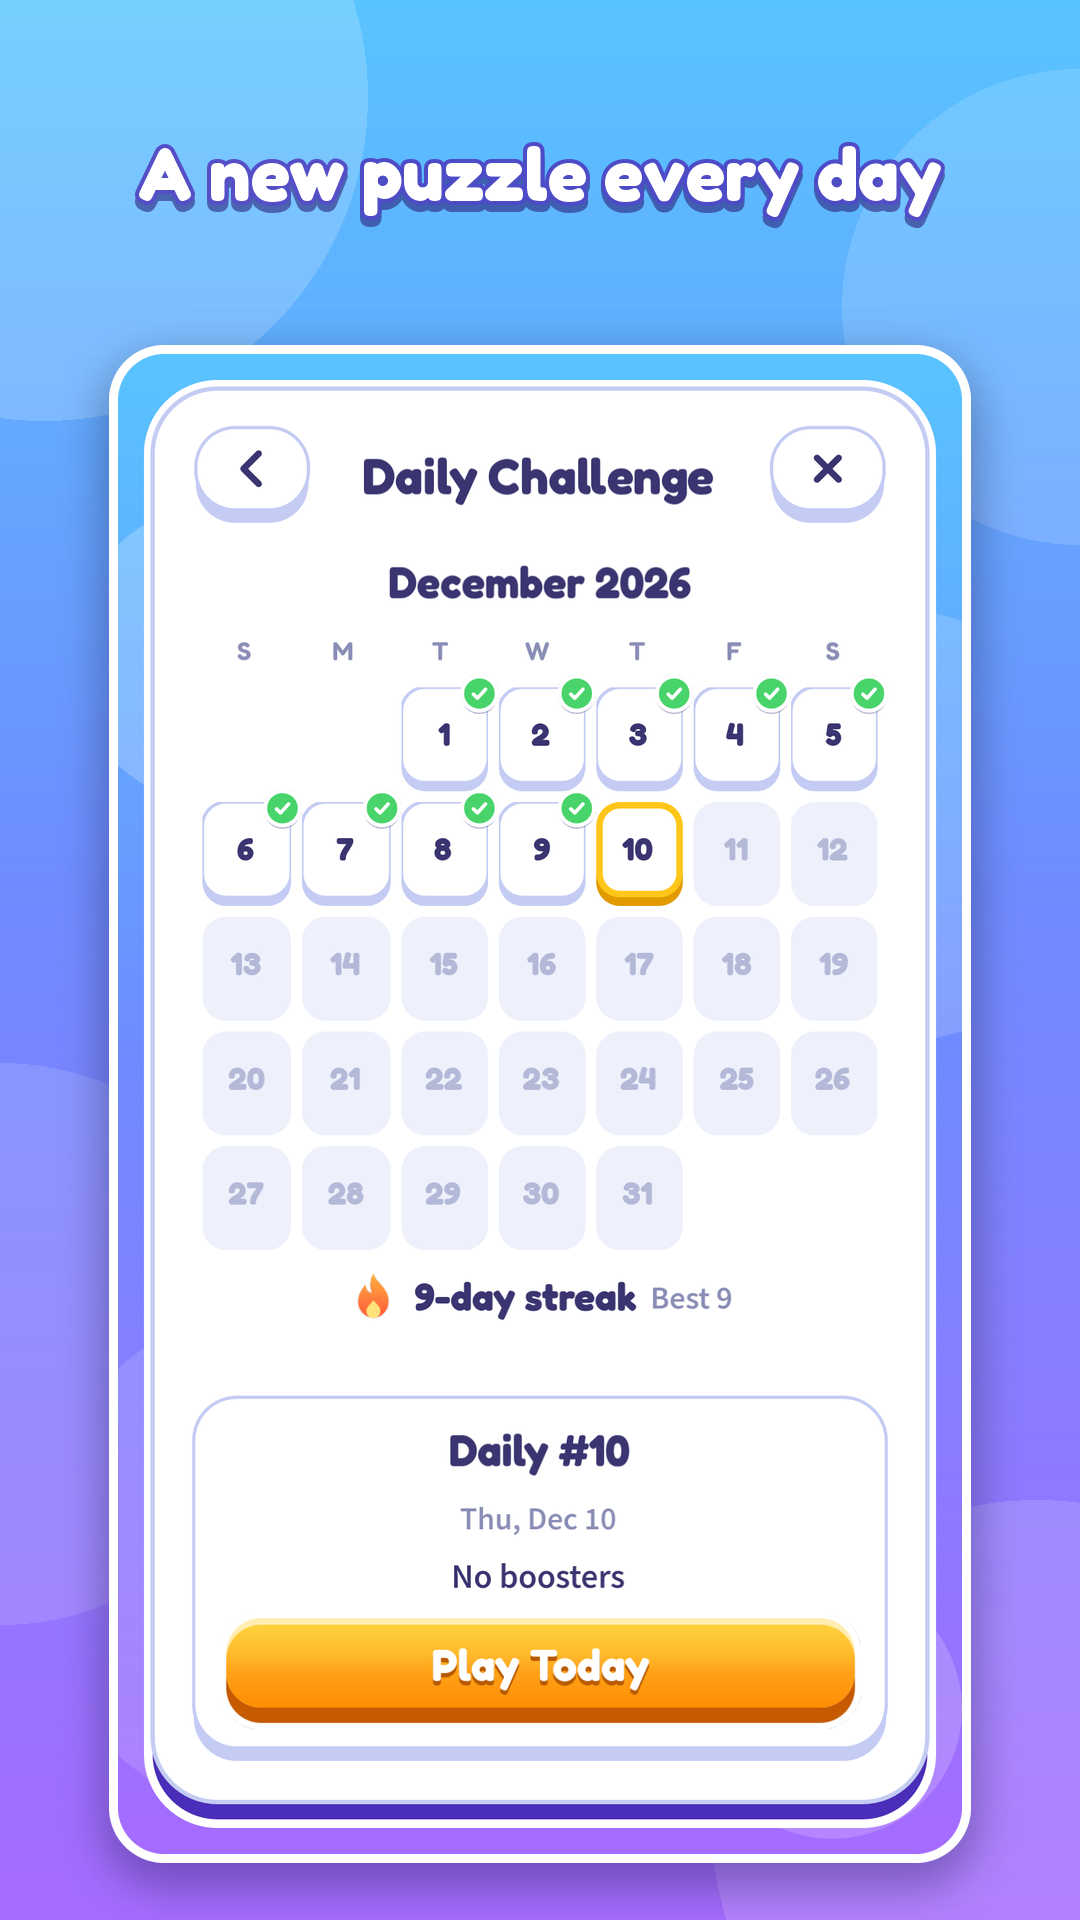 A new puzzle every day
Daily Challenge
December 2026
S M T W T F S
1 2 3 4 5
6 7 8 9 10 11 12
13 14 15 16 17 18 19
20 21 22 23 24 25 26
27 28 29 30 31
9-day streak Best 9
Daily #10
Thu, Dec 10
No boosters
Play Today